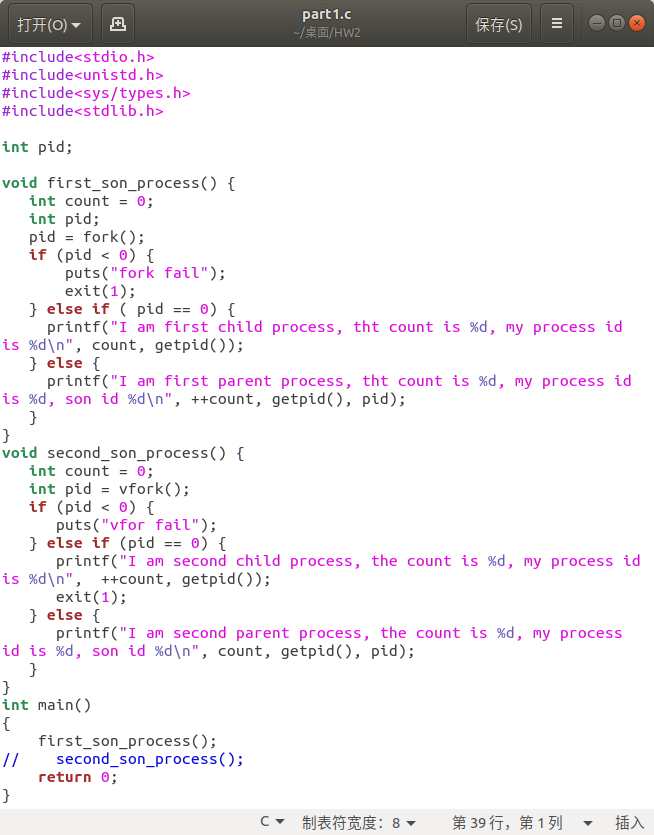 打开(O)
part1.c
~/桌面/HW2
保存(S)
#include<stdio.h>
#include<unistd.h>
#include<sys/types.h>
#include<stdlib.h>

int pid;

void first_son_process() {
   int count = 0;
   int pid;
   pid = fork();
   if (pid < 0) {
       puts("fork fail");
       exit(1);
   } else if ( pid == 0) {
     printf("I am first child process, tht count is %d, my process id
is %d\n", count, getpid());
   } else {
     printf("I am first parent process, tht count is %d, my process id
is %d, son id %d\n", ++count, getpid(), pid);
   }
}
void second_son_process() {
   int count = 0;
   int pid = vfork();
   if (pid < 0) {
      puts("vfor fail");
   } else if (pid == 0) {
      printf("I am second child process, the count is %d, my process id
is %d\n",  ++count, getpid());
      exit(1);
   } else {
      printf("I am second parent process, the count is %d, my process
id is %d, son id %d\n", count, getpid(), pid);
   }
}
int main()
{
    first_son_process();
//    second_son_process();
    return 0;
}
C
制表符宽度：8
第 39 行，第 1 列
插入